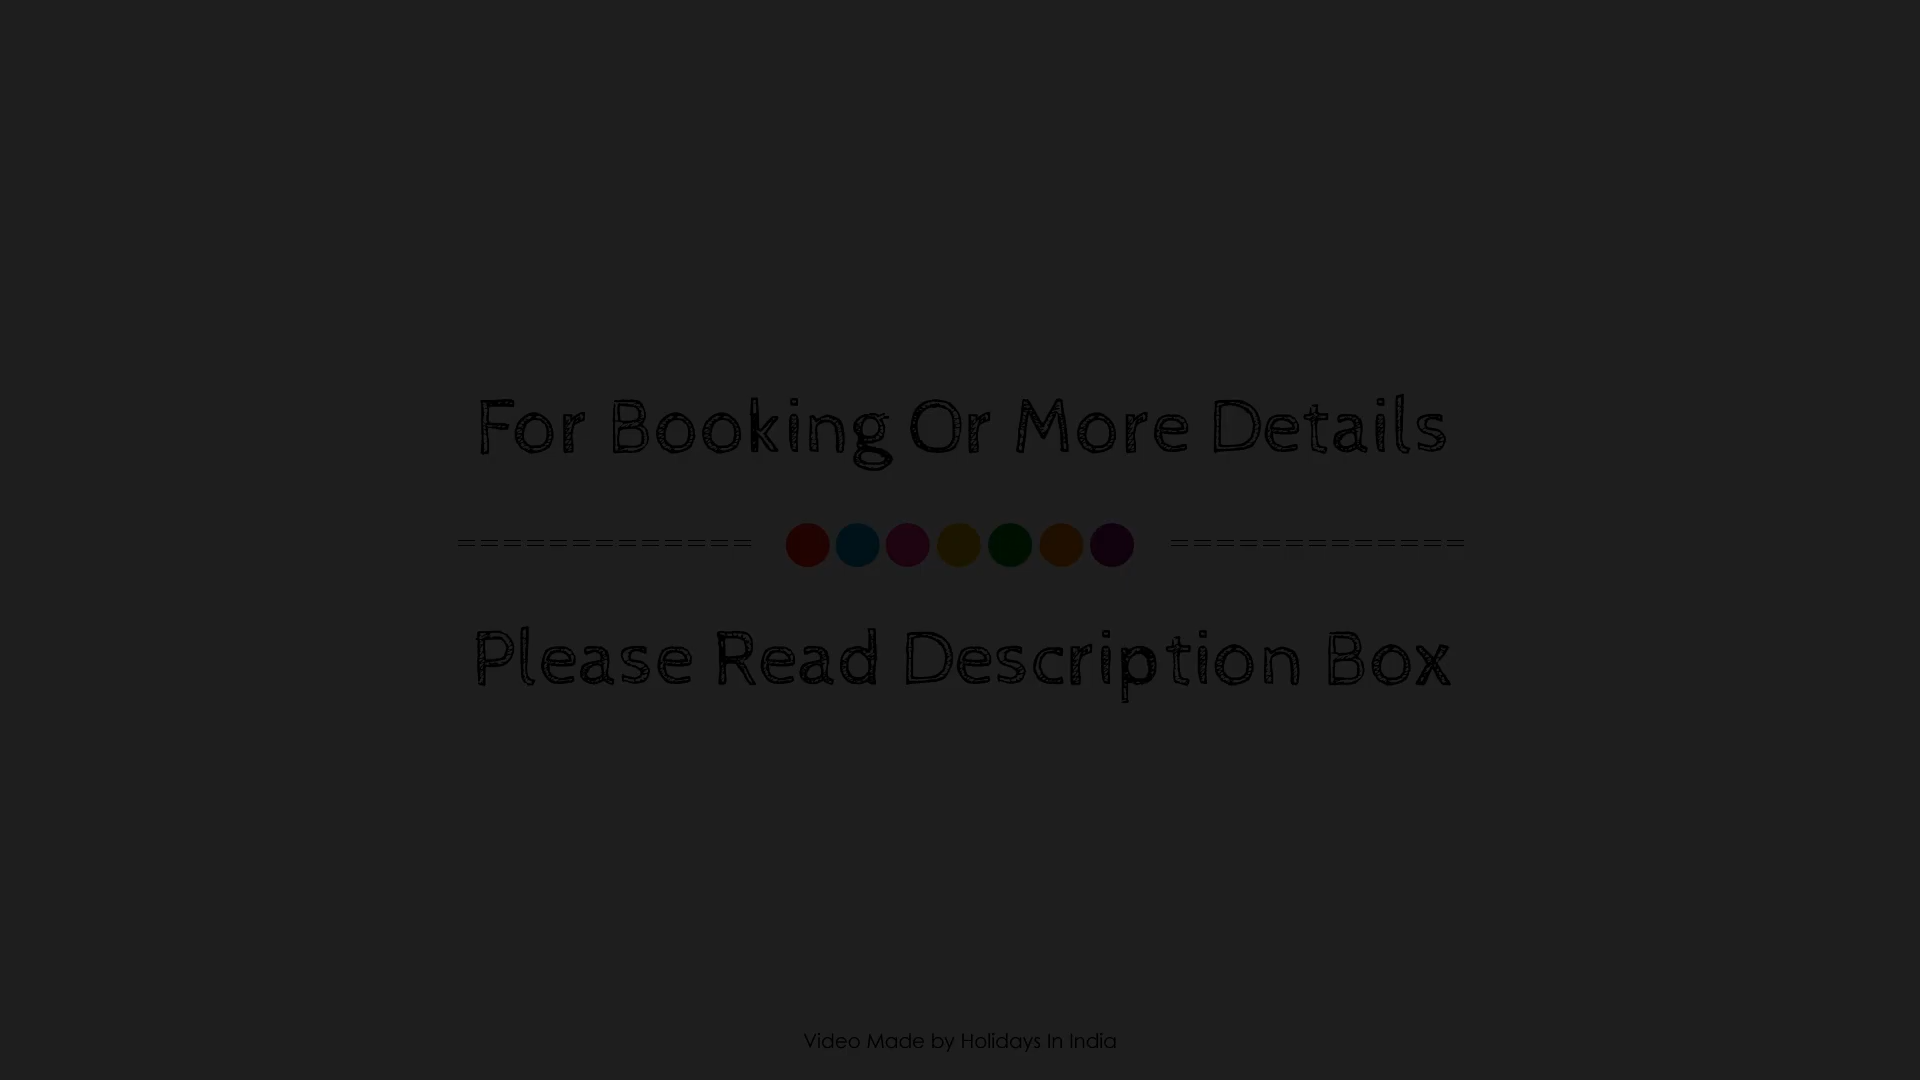 For Booking Or More Details
============= =============
Please Read Description Box
Video Made by Holidays In India